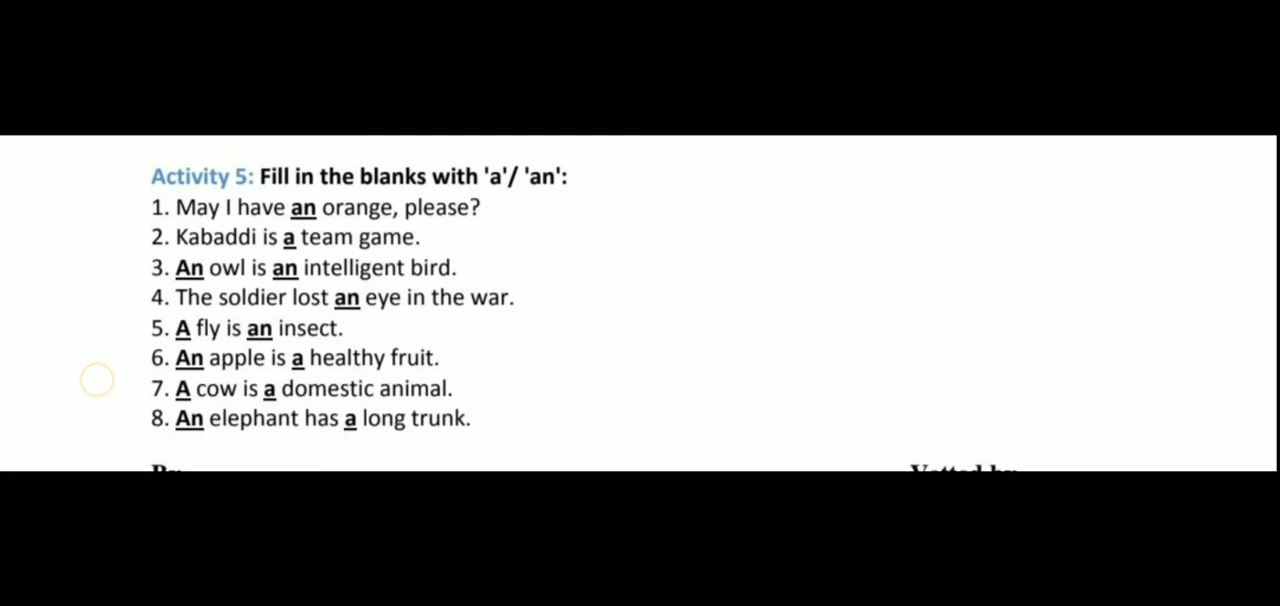 Activity 5: Fill in the blanks with 'a'/ 'an':
1. May I have an orange, please?
2. Kabaddi is a team game.
3. An owl is an intelligent bird.
4. The soldier lost an eye in the war.
5. A fly is an insect.
6. An apple is a healthy fruit.
7. A cow is a domestic animal.
8. An elephant has a long trunk.